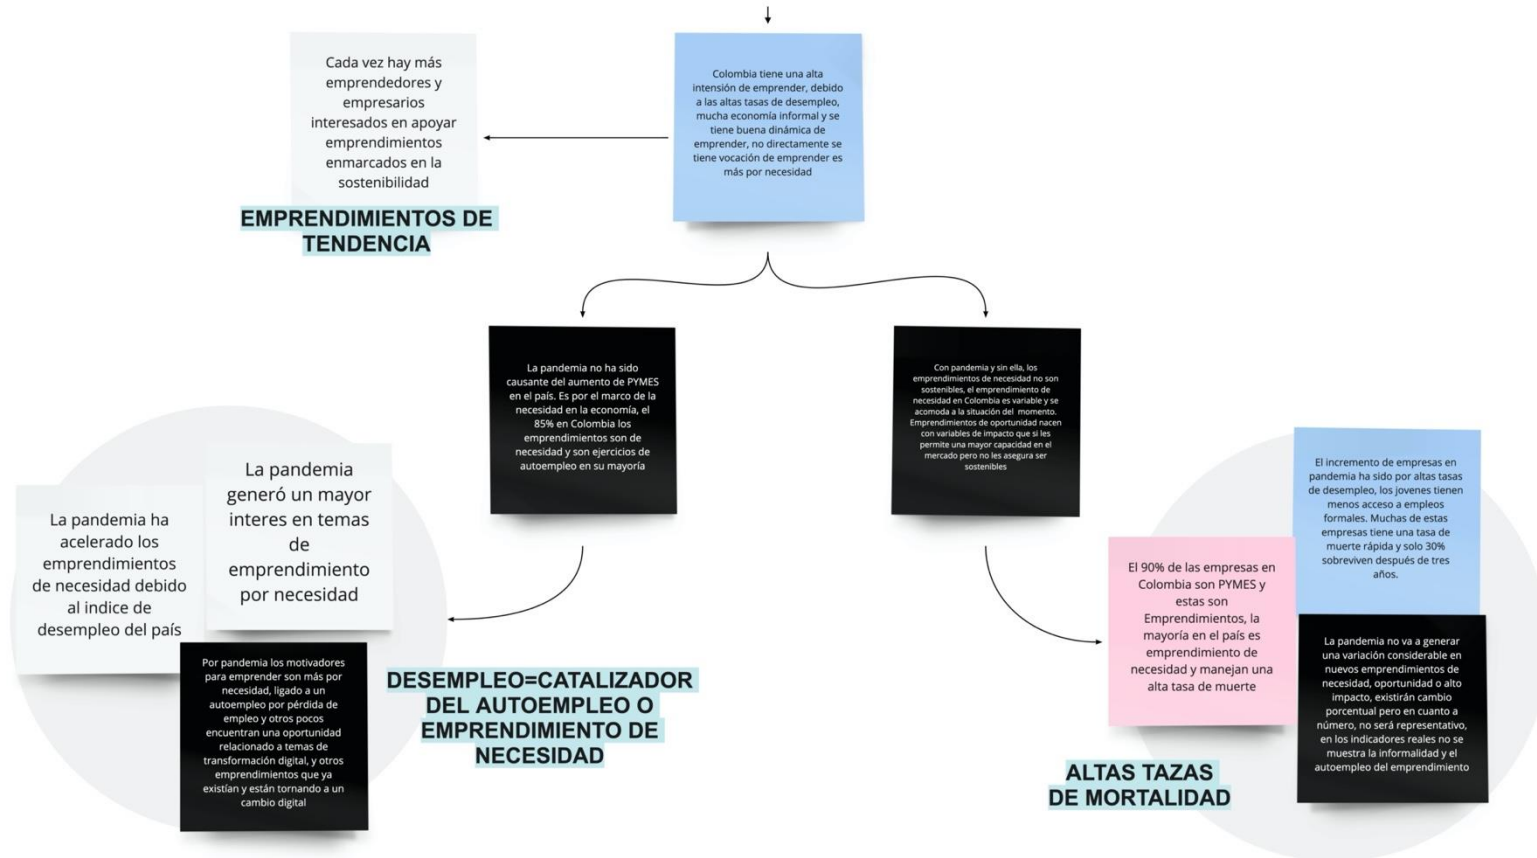 Cada vez hay más
emprendedores y
empresarios
interesados en apoyar
emprendimientos
enmarcados en la
sostenibilidad
EMPRENDIMIENTOS DE
TENDENCIA
Colombia tiene una alta
intensión de emprender, debido
a las altas tasas de desempleo,
mucha economía informal y se
tiene buena dinámica de
emprender, no directamente se
tiene vocación de emprender es
más por necesidad
La pandemia no ha sido
causante del aumento de PYMES
en el país. Es por el marco de la
necesidad en la economía, el
85% en Colombia los
emprendimientos son de
necesidad y son ejercicios de
autoempleo en su mayoría
Con pandemia y sin ella, los
emprendimientos de necesidad no son
sostenibles, el emprendimiento de
necesidad en Colombia es variable y se
acomoda a la situación del momento.
Emprendimientos de oportunidad nacen
con variables de impacto que si les
permite una mayor capacidad en el
mercado pero no les asegura ser
sostenibles
La pandemia ha
acelerado los
emprendimientos
de necesidad debido
al indice de
desempleo del país
La pandemia
generó un mayor
interes en temas
de
emprendimiento
por necesidad
Por pandemia los motivadores
para emprender son más por
necesidad, ligado a un
autoempleo por pérdida de
empleo y otros pocos
encuentran una oportunidad
relacionado a temas de
transformación digital, y otros
emprendimientos que ya
existían y están tornando a un
cambio digital
DESEMPLEO=CATALIZADOR
DEL AUTOEMPLEO O
EMPRENDIMIENTO DE
NECESIDAD
El 90% de las empresas en
Colombia son PYMES y
estas son
Emprendimientos, la
mayoría en el país es
emprendimiento de
necesidad y manejan una
alta tasa de muerte
El incremento de empresas en
pandemia ha sido por altas tasas
de desempleo, los jovenes tienen
menos acceso a empleos
formales. Muchas de estas
empresas tiene una tasa de
muerte rápida y solo 30%
sobreviven después de tres
años.
La pandemia no va a generar
una variación considerable en
nuevos emprendimientos de
necesidad, oportunidad o alto
impacto, existirán cambio
porcentual pero en cuanto a
número, no será representativo,
en los indicadores reales no se
muestra la informalidad y el
autoempleo del emprendimiento
ALTAS TAZAS
DE MORTALIDAD